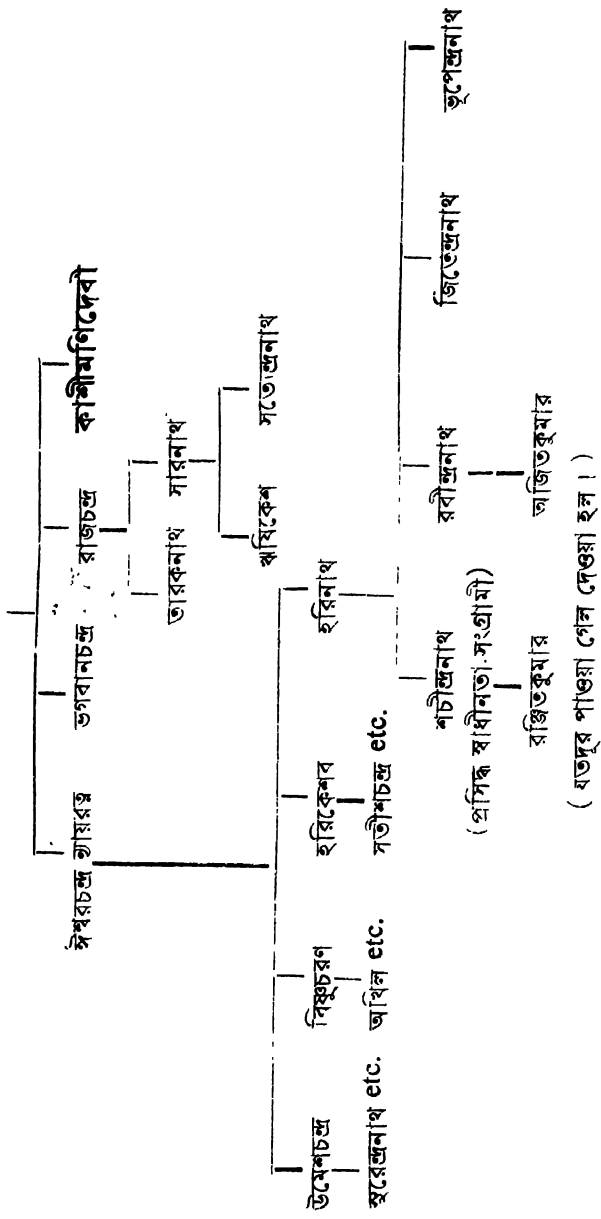 ঈশ্বরচন্দ্র ন্যায়রত্ন ভগবানচন্দ্র রাজচন্দ্র কাশীমণিদেবী
তারকনাথ সারনাথ
ঋষিকেশ সত্যেন্দ্রনাথ
উমেশচন্দ্র বিষ্ণুচরণ হরিকেশব হরিনাথ
সুরেন্দ্রনাথ etc. অখিল etc. সতীশচন্দ্র etc.
শচীন্দ্রনাথ রবীন্দ্রনাথ জিতেন্দ্রনাথ ভূপেন্দ্রনাথ
(প্রসিদ্ধ স্বাধীনতা-সংগ্রামী)
রঞ্জিতকুমার অজিতকুমার
( যতদূর পাওয়া গেল দেওয়া হল। )